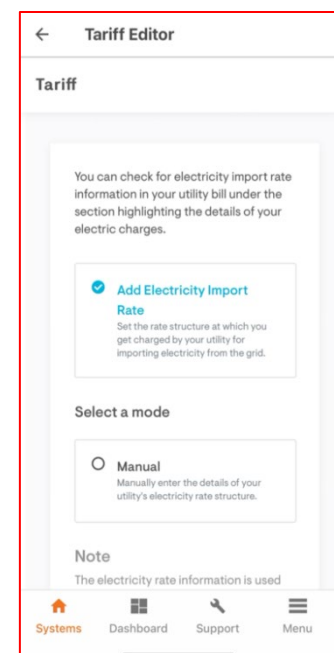 Tariff Editor
Tariff
You can check for electricity import rate
information in your utility bill under the
section highlighting the details of your
electric charges.
Add Electricity Import
Rate
Set the rate structure at which you
get charged by your utility for
importing electricity from the grid.
Select a mode
Manual
Manually enter the details of your
utility's electricity rate structure.
Note
The electricity rate information is used
Systems Dashboard Support Menu